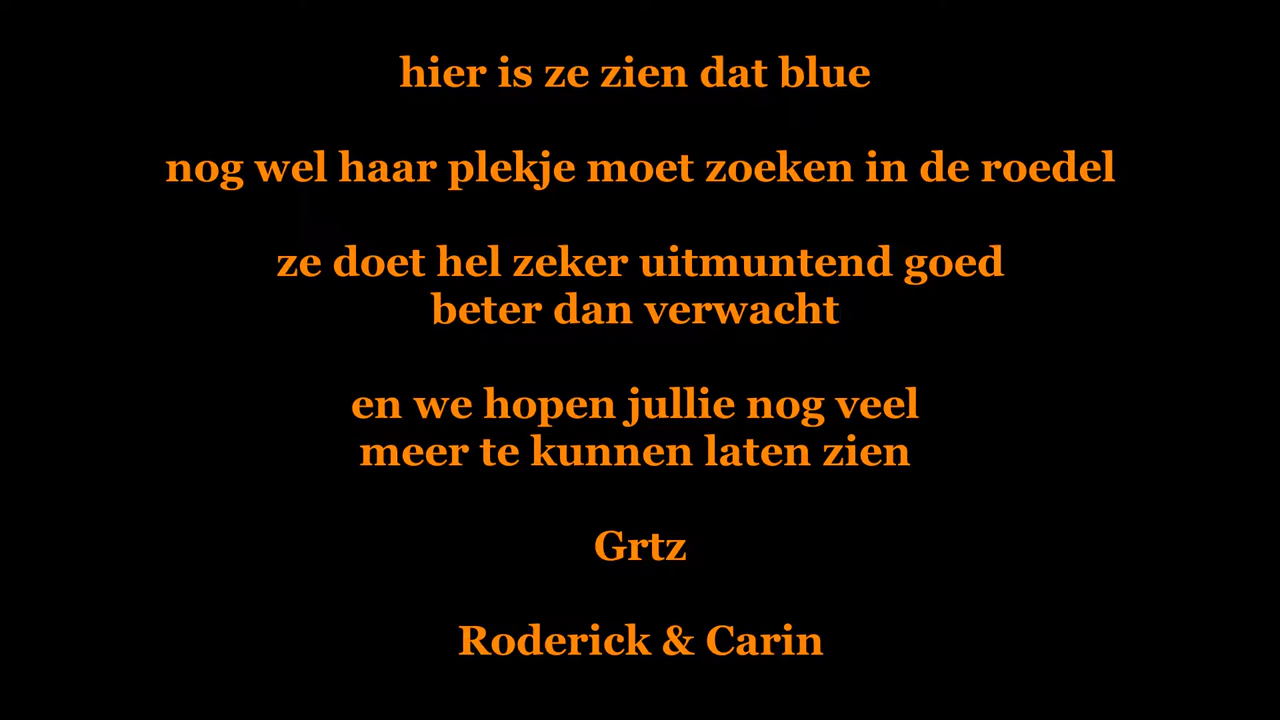 hier is ze zien dat blue
nog wel haar plekje moet zoeken in de roedel
ze doet hel zeker uitmuntend goed
beter dan verwacht
en we hopen jullie nog veel
meer te kunnen laten zien
Grtz
Roderick & Carin